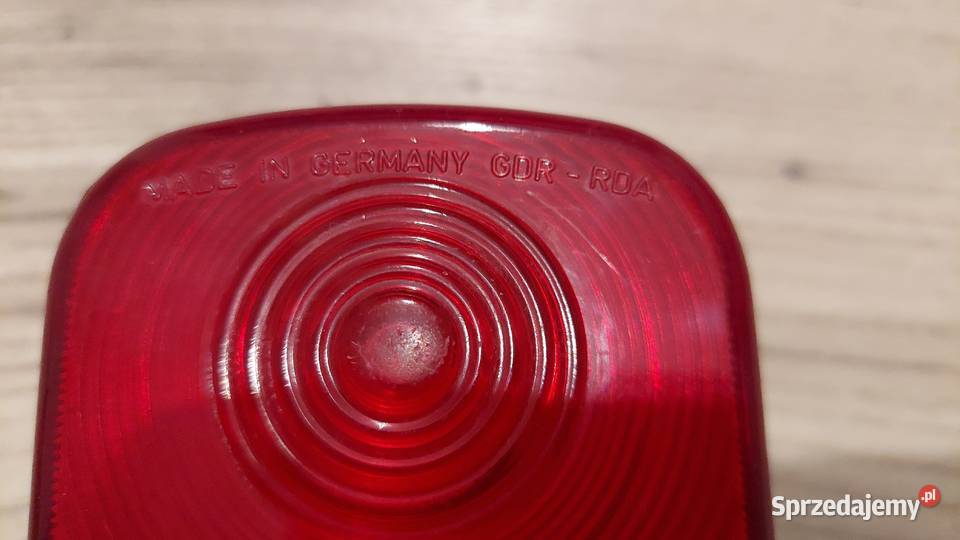 MADE IN GERMANY GDR - RDA
Sprzedajemy.pl